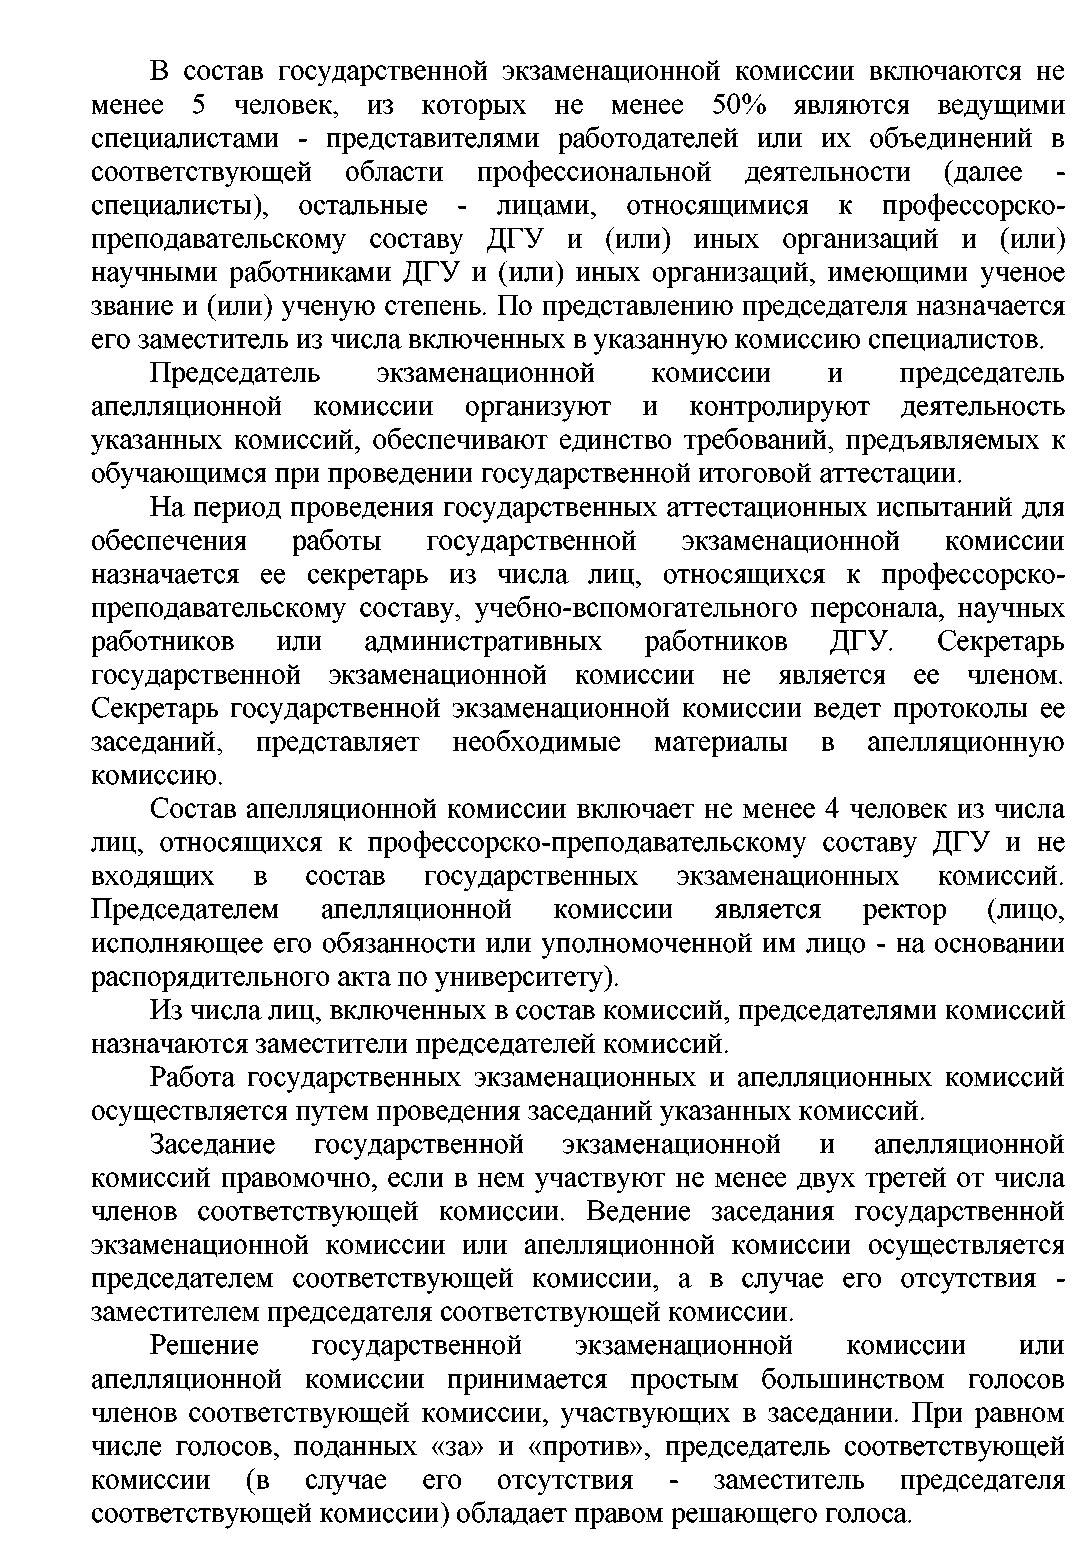 В состав государственной экзаменационной комиссии включаются не
менее 5 человек, из которых не менее 50% являются ведущими
специалистами - представителями работодателей или их объединений в
соответствующей области профессиональной деятельности (далее -
специалисты), остальные - лицами, относящимися к профессорско-
преподавательскому составу ДГУ и (или) иных организаций и (или)
научными работниками ДГУ и (или) иных организаций, имеющими ученое
звание и (или) ученую степень. По представлению председателя назначается
его заместитель из числа включенных в указанную комиссию специалистов.
Председатель экзаменационной комиссии и председатель
апелляционной комиссии организуют и контролируют деятельность
указанных комиссий, обеспечивают единство требований, предъявляемых к
обучающимся при проведении государственной итоговой аттестации.
На период проведения государственных аттестационных испытаний для
обеспечения работы государственной экзаменационной комиссии
назначается ее секретарь из числа лиц, относящихся к профессорско-
преподавательскому составу, учебно-вспомогательного персонала, научных
работников или административных работников ДГУ. Секретарь
государственной экзаменационной комиссии не является ее членом.
Секретарь государственной экзаменационной комиссии ведет протоколы ее
заседаний, представляет необходимые материалы в апелляционную
комиссию.
Состав апелляционной комиссии включает не менее 4 человек из числа
лиц, относящихся к профессорско-преподавательскому составу ДГУ и не
входящих в состав государственных экзаменационных комиссий.
Председателем апелляционной комиссии является ректор (лицо,
исполняющее его обязанности или уполномоченной им лицо - на основании
распорядительного акта по университету).
Из числа лиц, включенных в состав комиссий, председателями комиссий
назначаются заместители председателей комиссий.
Работа государственных экзаменационных и апелляционных комиссий
осуществляется путем проведения заседаний указанных комиссий.
Заседание государственной экзаменационной и апелляционной
комиссий правомочно, если в нем участвуют не менее двух третей от числа
членов соответствующей комиссии. Ведение заседания государственной
экзаменационной комиссии или апелляционной комиссии осуществляется
председателем соответствующей комиссии, а в случае его отсутствия -
заместителем председателя соответствующей комиссии.
Решение государственной экзаменационной комиссии или
апелляционной комиссии принимается простым большинством голосов
членов соответствующей комиссии, участвующих в заседании. При равном
числе голосов, поданных «за» и «против», председатель соответствующей
комиссии (в случае его отсутствия - заместитель председателя
соответствующей комиссии) обладает правом решающего голоса.